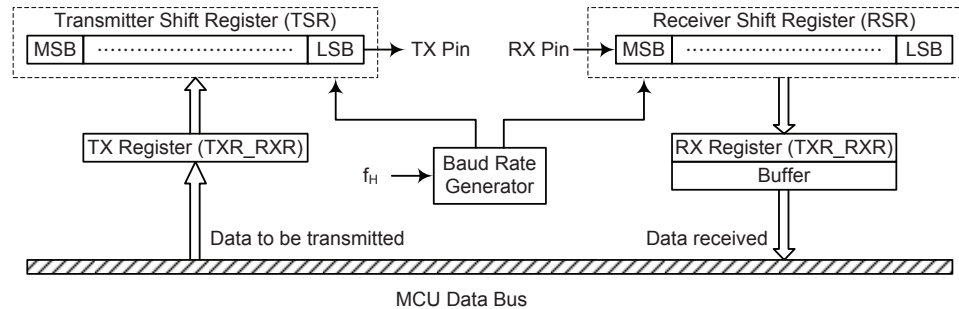 Transmitter Shift Register (TSR)
Receiver Shift Register (RSR)
MSB
LSB
TX Pin
RX Pin
MSB
LSB
TX Register (TXR_RXR)
RX Register (TXR_RXR)
Buffer
fH
Baud Rate
Generator
Data to be transmitted
Data received
MCU Data Bus